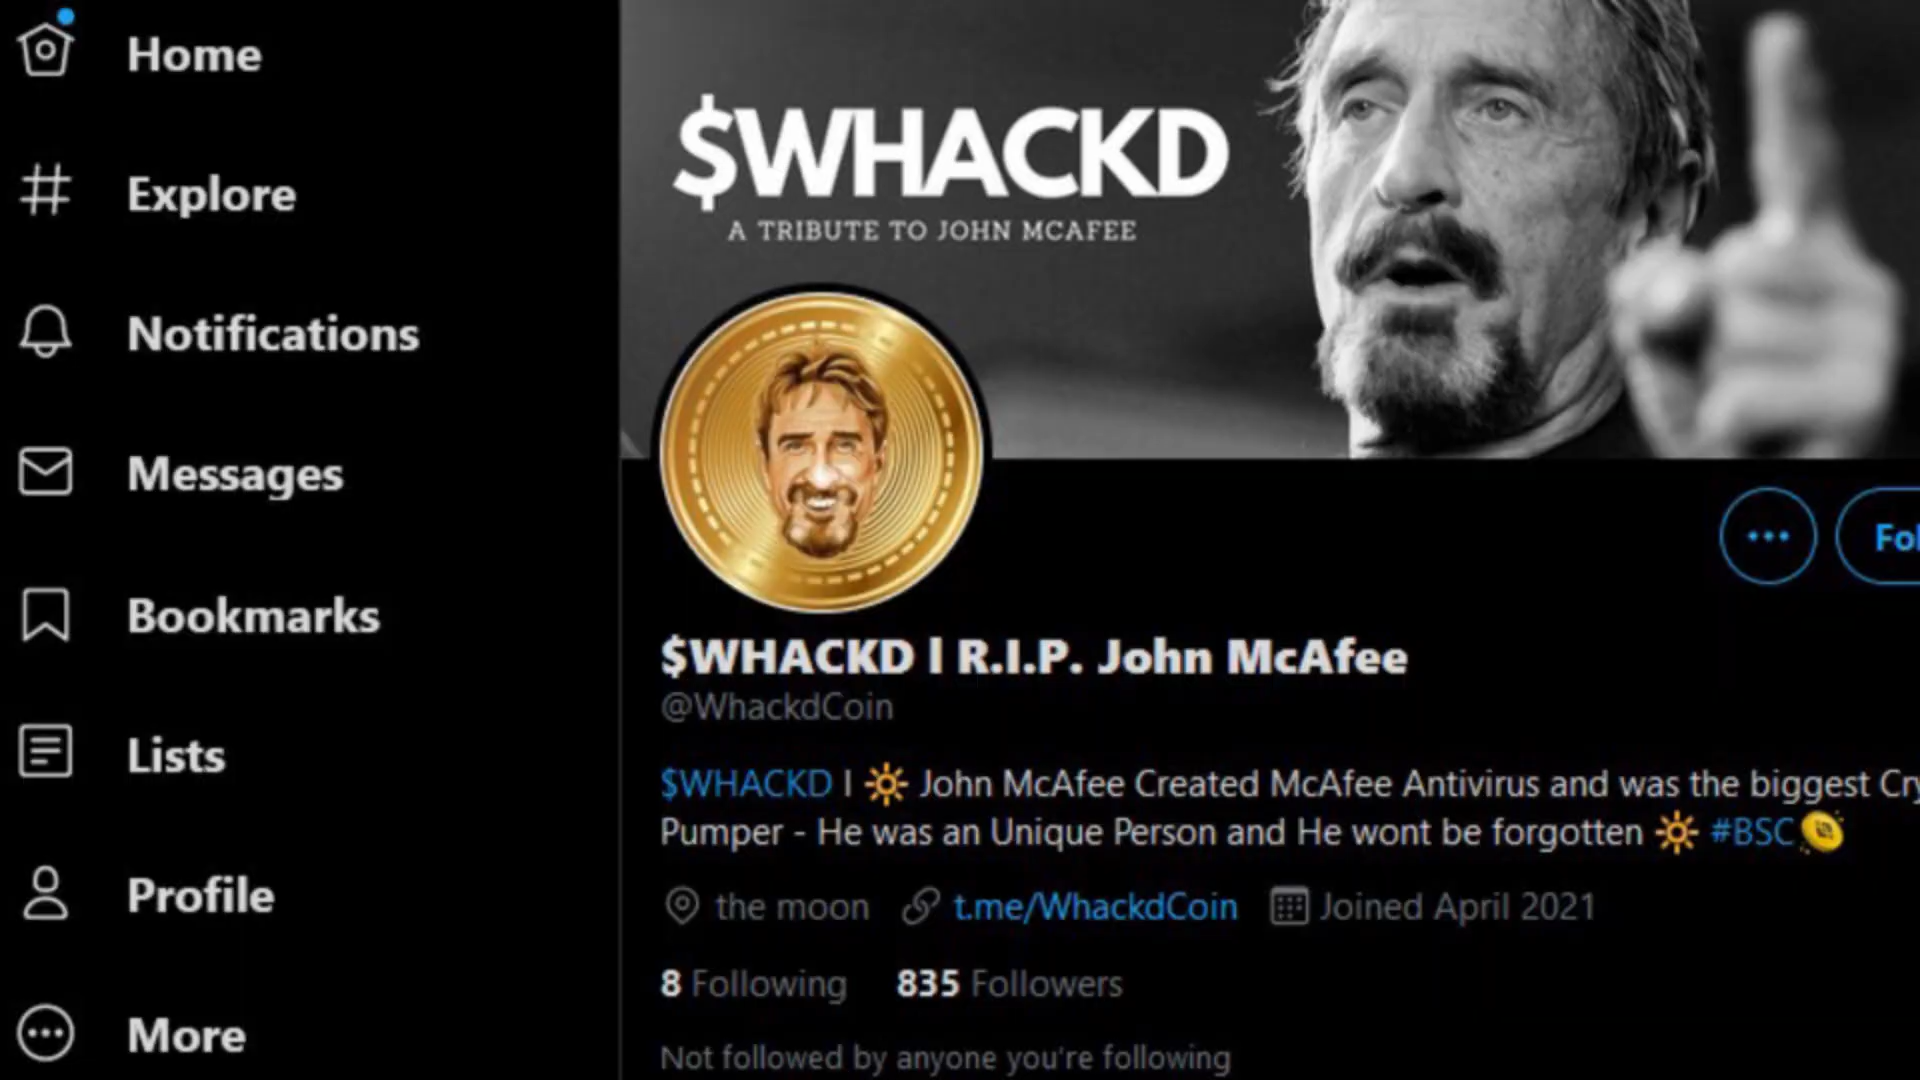 Home
Explore
Notifications
Messages
Bookmarks
Lists
Profile
More
$WHACKD
A TRIBUTE TO JOHN MCAFEE
$WHACKD l R.I.P. John McAfee
@WhackdCoin
$WHACKD l 🔆 John McAfee Created McAfee Antivirus and was the biggest
Pumper - He was an Unique Person and He wont be forgotten 🔆 #BSC
the moon t.me/WhackdCoin Joined April 2021
8 Following 835 Followers
Not followed by anyone you're following